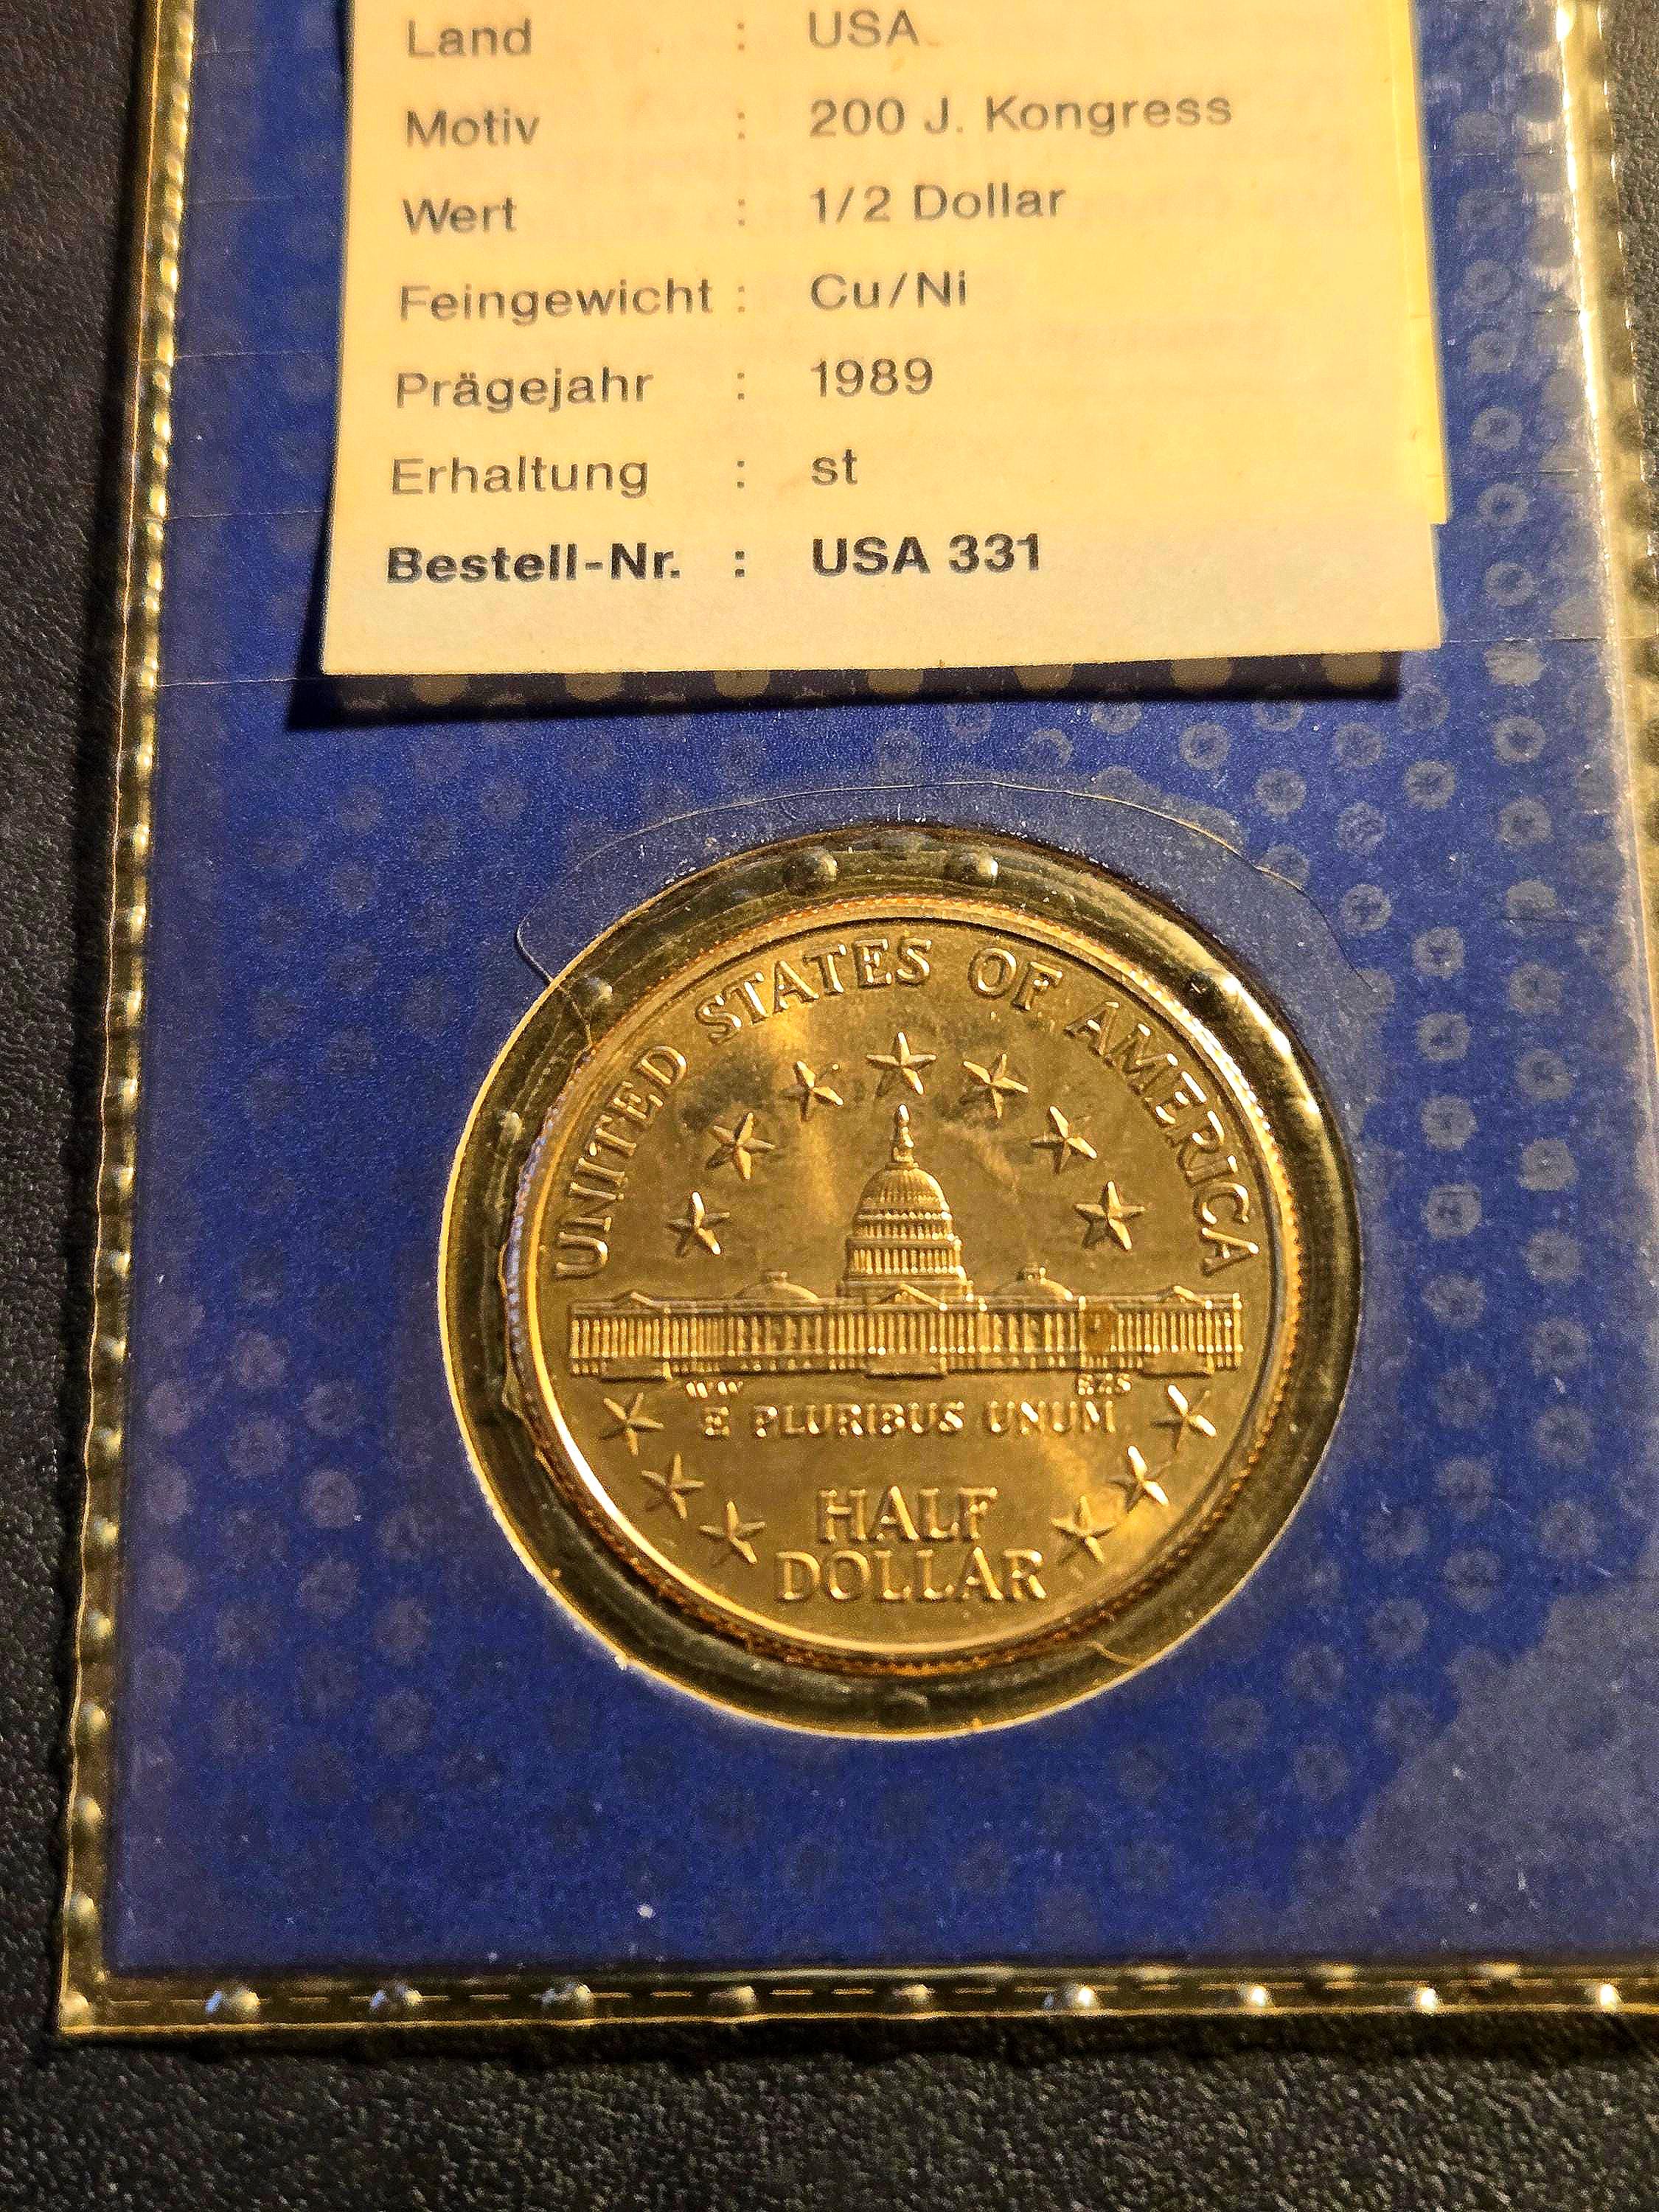 Land : USA
Motiv : 200 J. Kongress
Wert : 1/2 Dollar
Feingewicht : Cu/Ni
Prägejahr : 1989
Erhaltung : st
Bestell-Nr. : USA 331
UNITED STATES OF AMERICA
WW
E PLURIBUS UNUM
HALF
DOLLAR